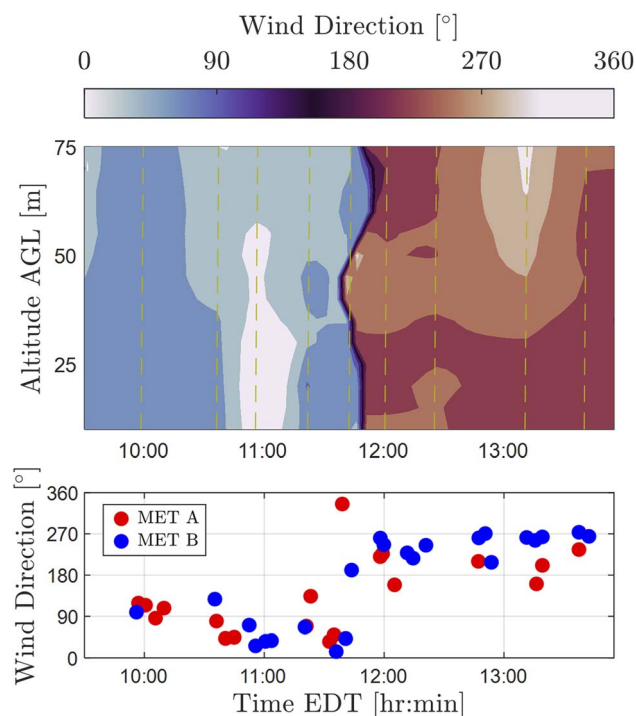 Wind Direction [°]
0 90 180 270 360
Altitude AGL [m]
75
50
25
10:00 11:00 12:00 13:00
Wind Direction [°]
360
270
180
90
0
MET A
MET B
10:00 11:00 12:00 13:00
Time EDT [hr:min]